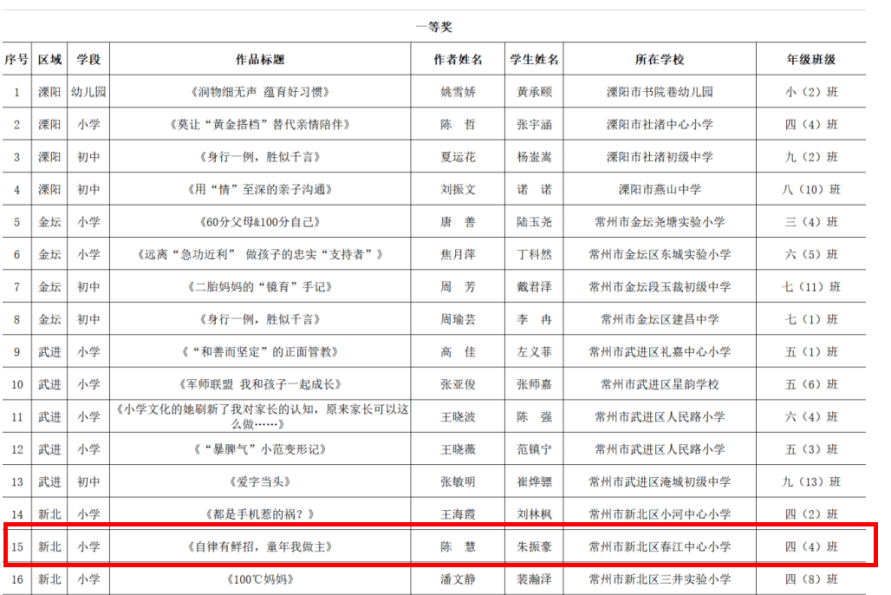 一等奖
序号 区域 学段 作品标题 作者姓名 学生姓名 所在学校 年级班级
1 溧阳 幼儿园 《润物细无声 蕴育好习惯》 姚雪娇 黄承颐 溧阳市书院巷幼儿园 小（2）班
2 溧阳 小学 《莫让“黄金搭档”替代亲情陪伴》 陈 哲 张宇涵 溧阳市社渚中心小学 四（4）班
3 溧阳 初中 《身行一例，胜似千言》 夏运花 杨崟嵩 溧阳市社渚初级中学 九（2）班
4 溧阳 初中 《用“情”至深的亲子沟通》 刘振文 诺 诺 溧阳市燕山中学 八（10）班
5 金坛 小学 《60分父母&100分自己》 唐 善 陆玉尧 常州市金坛尧塘实验小学 三（4）班
6 金坛 小学 《远离“急功近利” 做孩子的忠实“支持者”》 焦月萍 丁科然 常州市金坛区东城实验小学 六（5）班
7 金坛 初中 《二胎妈妈的“镜育”手记》 周 芳 戴君泽 常州市金坛段玉裁初级中学 七（11）班
8 金坛 初中 《身行一例，胜似千言》 周瑜芸 李 冉 常州市金坛区建昌中学 七（1）班
9 武进 小学 《“和善而坚定”的正面管教》 高 佳 左义菲 常州市武进区礼嘉中心小学 五（1）班
10 武进 小学 《军师联盟 我和孩子一起成长》 张亚俊 张师嘉 常州市武进区星韵学校 五（6）班
11 武进 小学 《小学文化的她刷新了我对家长的认知，原来家长可以这
么做……》 王晓波 陈 强 常州市武进区人民路小学 六（4）班
12 武进 小学 《“暴脾气”小范变形记》 王晓薇 范镇宁 常州市武进区人民路小学 五（3）班
13 武进 初中 《爱字当头》 张敏明 崔烨骠 常州市武进区淹城初级中学 九（13）班
14 新北 小学 《都是手机惹的祸？》 王海霞 刘林枫 常州市新北区小河中心小学 四（2）班
15 新北 小学 《自律有鲜招，童年我做主》 陈 慧 朱振豪 常州市新北区春江中心小学 四（4）班
16 新北 小学 《100℃妈妈》 潘文静 裴瀚泽 常州市新北区三井实验小学 四（8）班